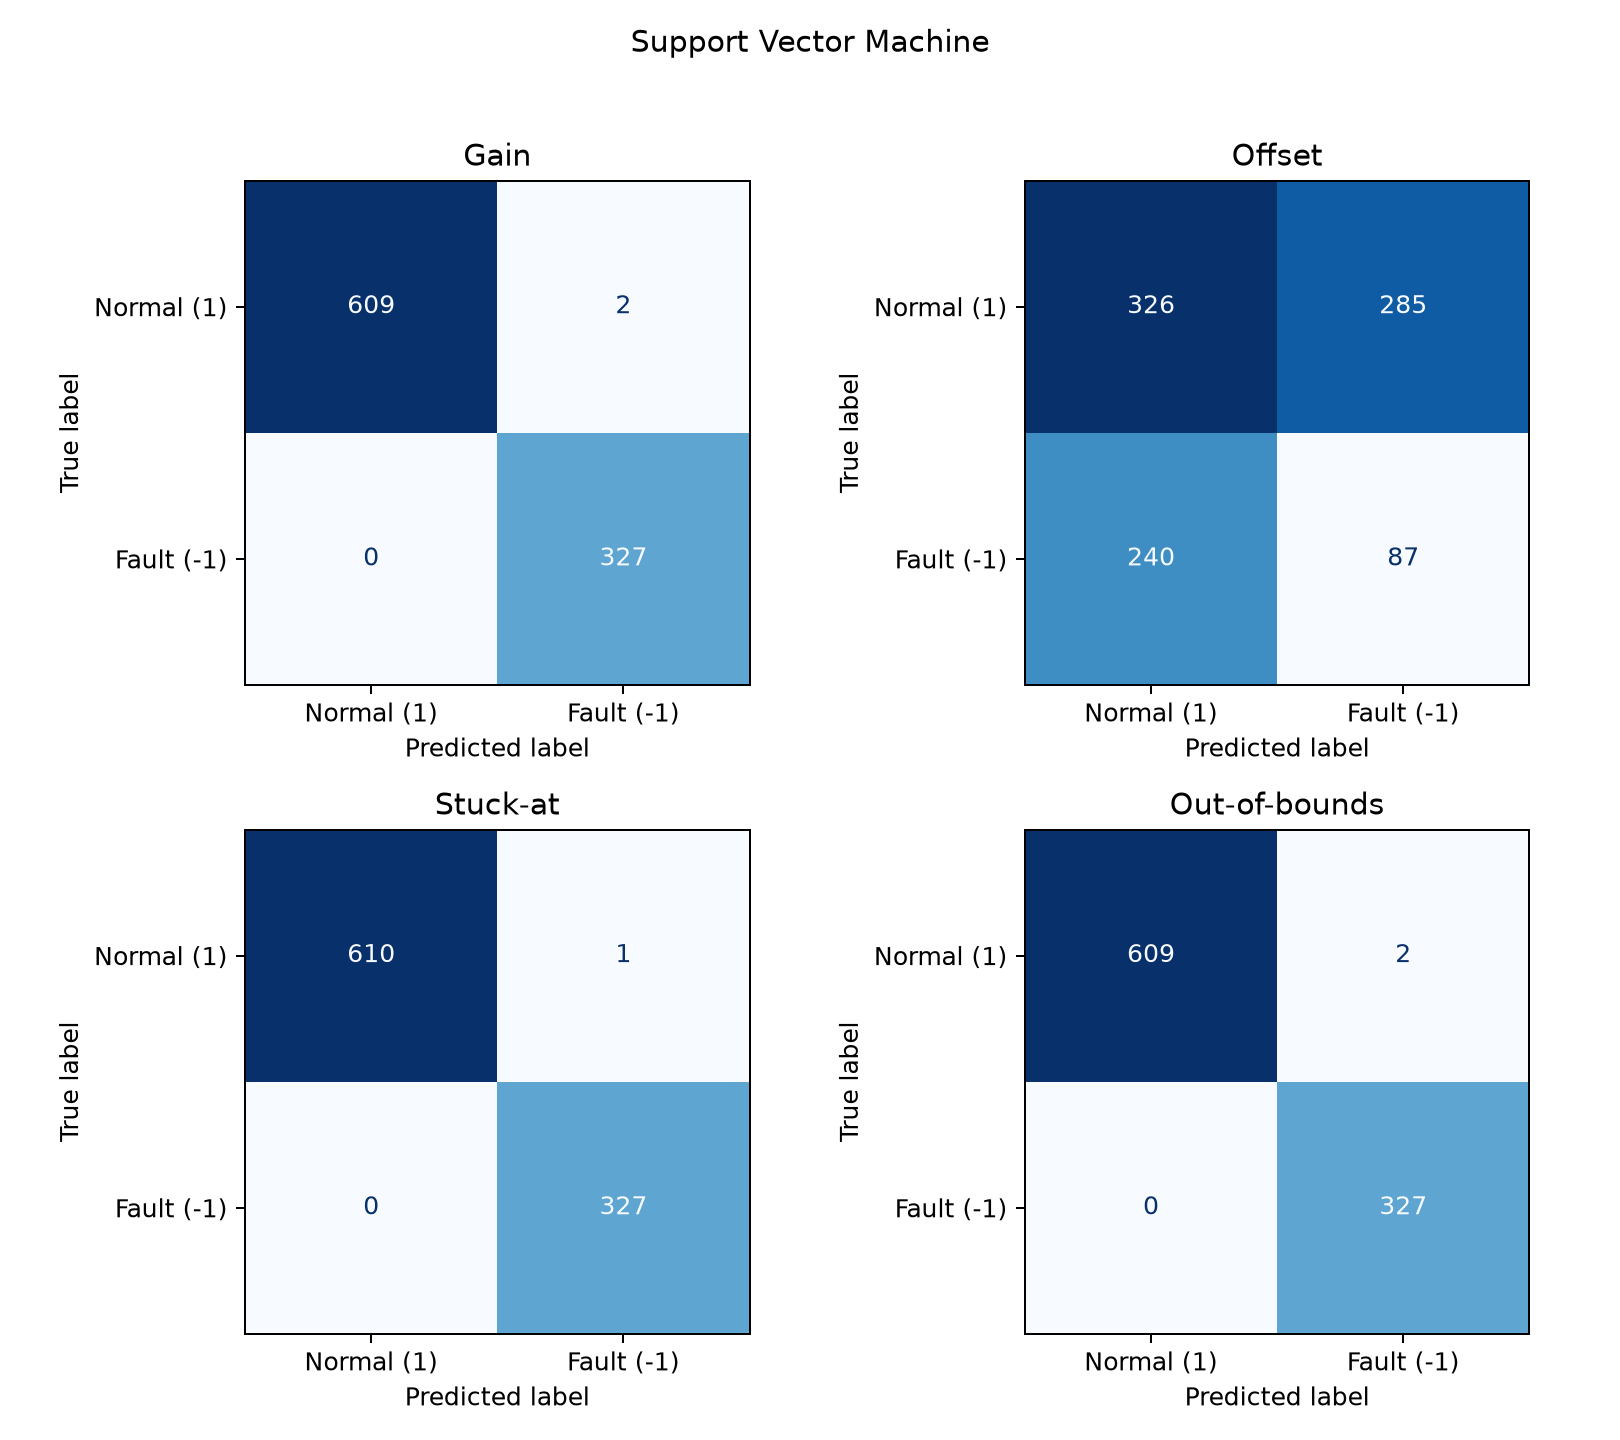 Support Vector Machine
Gain
Normal (1)
Fault (-1)
True label
609
2
0
327
Normal (1)
Fault (-1)
Predicted label
Offset
Normal (1)
Fault (-1)
True label
326
285
240
87
Normal (1)
Fault (-1)
Predicted label
Stuck-at
Normal (1)
Fault (-1)
True label
610
1
0
327
Normal (1)
Fault (-1)
Predicted label
Out-of-bounds
Normal (1)
Fault (-1)
True label
609
2
0
327
Normal (1)
Fault (-1)
Predicted label